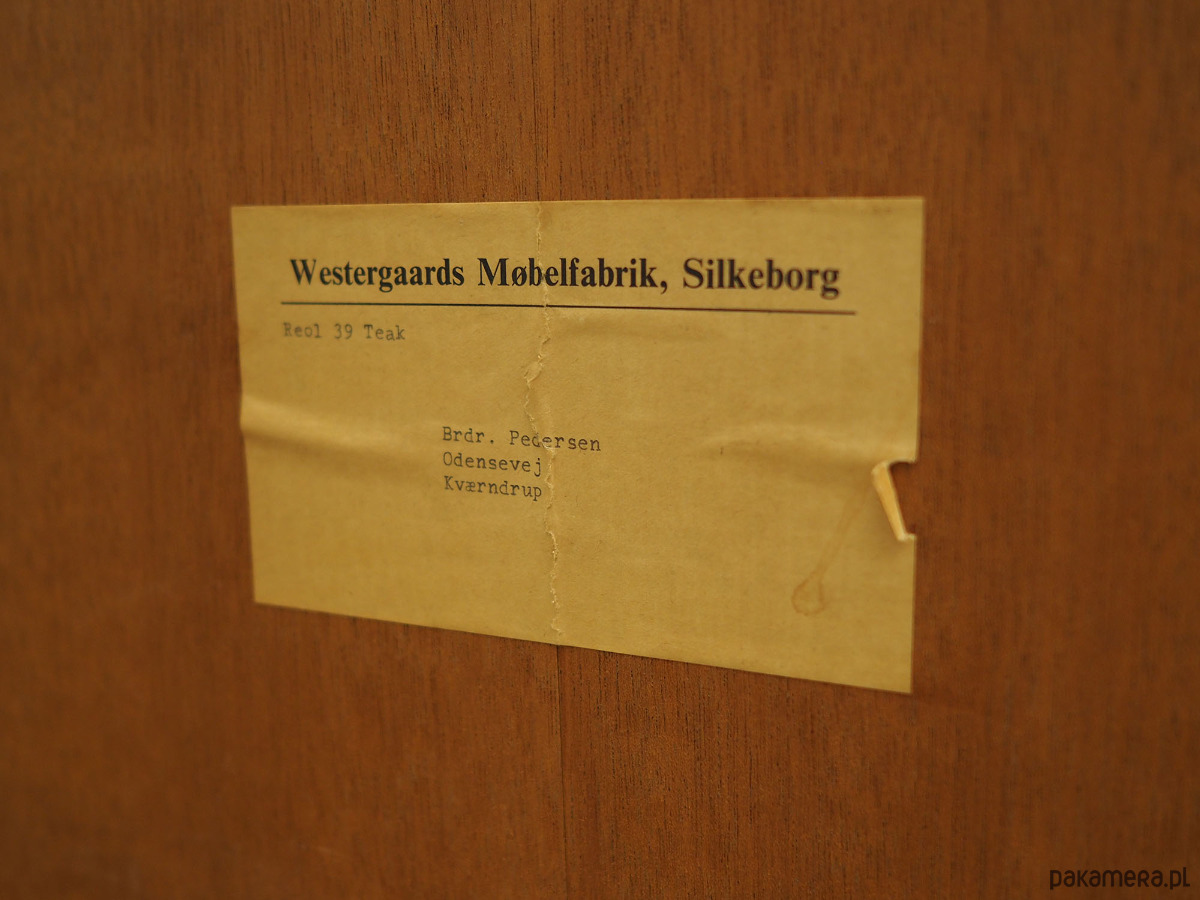 Westergaards Møbelfabrik, Silkeborg
Reol 39 Teak
Brdr. Pedersen
Odensevej
Kværndrup
pakamera.pl